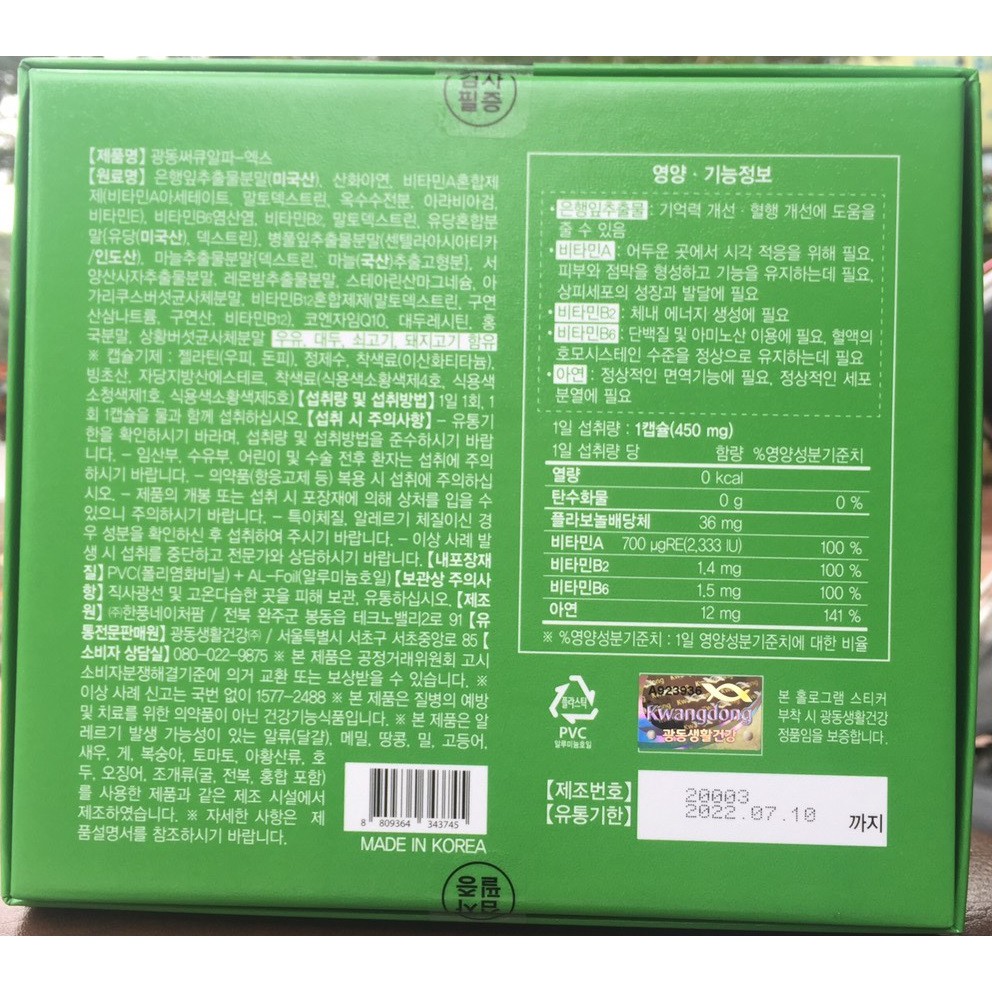 검사
필증
【제품명】 광동써큐알파-엑스
【원료명】 은행잎추출물분말(미국산), 산화아연, 비타민A혼합제
제(비타민A아세테이트, 말토덱스트린, 옥수수전분, 아라비아검,
비타민E), 비타민B6염산염, 비타민B2, 말토덱스트린, 유당혼합분
말{유당(미국산), 덱스트린}, 병풀잎추출물분말(센텔라아시아티카
/인도산), 마늘추출물분말[덱스트린, 마늘(국산)추출고형분], 서
양산사자추출물분말, 레몬밤추출물분말, 스테아린산마그네슘, 아
가리쿠스버섯균사체분말, 비타민B12혼합제제(말토덱스트린, 구연
산삼나트륨, 구연산, 비타민B12), 코엔자임Q10, 대두레시틴, 홍
국분말, 상황버섯균사체분말 우유, 대두, 쇠고기, 돼지고기 함유
※ 캡슐기제 : 젤라틴(우피, 돈피), 정제수, 착색료(이산화티타늄),
빙초산, 자당지방산에스테르, 착색료(식용색소황색제4호, 식용색
소청색제1호, 식용색소황색제5호) 【섭취량 및 섭취방법】 1일 1회, 1
회 1캡슐을 물과 함께 섭취하십시오. 【섭취 시 주의사항】 - 유통기
한을 확인하시기 바라며, 섭취량 및 섭취방법을 준수하시기 바랍
니다. - 임산부, 수유부, 어린이 및 수술 전후 환자는 섭취에 주의
하시기 바랍니다. - 의약품(항응고제 등) 복용 시 섭취에 주의하십
시오. - 제품의 개봉 또는 섭취 시 포장재에 의해 상처를 입을 수
있으니 주의하시기 바랍니다. - 특이체질, 알레르기 체질이신 경
우 성분을 확인하신 후 섭취하여 주시기 바랍니다. - 이상 사례 발
생 시 섭취를 중단하고 전문가와 상담하시기 바랍니다. 【내포장재
질】 PVC(폴리염화비닐) + AL-Foil(알루미늄호일) 【보관상 주의사
항】 직사광선 및 고온다습한 곳을 피해 보관, 유통하십시오. 【제조
원】 ㈜한풍네이처팜 / 전북 완주군 봉동읍 테크노밸리2로 91 【유
통전문판매원】 광동생활건강㈜ / 서울특별시 서초구 서초중앙로 85 【
소비자 상담실】 080-022-9875 ※ 본 제품은 공정거래위원회 고시
소비자분쟁해결기준에 의거 교환 또는 보상받을 수 있습니다. ※
이상 사례 신고는 국번 없이 1577-2488 ※ 본 제품은 질병의 예방
및 치료를 위한 의약품이 아닌 건강기능식품입니다. ※ 본 제품은 알
레르기 발생 가능성이 있는 알류(달걀), 메밀, 땅콩, 밀, 고등어,
새우, 게, 복숭아, 토마토, 아황산류, 호
두, 오징어, 조개류(굴, 전복, 홍합 포함)
를 사용한 제품과 같은 제조 시설에서
제조하였습니다. ※ 자세한 사항은 제
품설명서를 참조하시기 바랍니다.
8 809364 343745
MADE IN KOREA
영양 · 기능정보
• 은행잎추출물 : 기억력 개선 · 혈행 개선에 도움을
줄 수 있음
• 비타민A : 어두운 곳에서 시각 적응을 위해 필요,
피부와 점막을 형성하고 기능을 유지하는데 필요,
상피세포의 성장과 발달에 필요
• 비타민B2 : 체내 에너지 생성에 필요
• 비타민B6 : 단백질 및 아미노산 이용에 필요, 혈액의
호모시스테인 수준을 정상으로 유지하는데 필요
• 아연 : 정상적인 면역기능에 필요, 정상적인 세포
분열에 필요
1일 섭취량 : 1캡슐(450 mg)
1일 섭취량 당 함량 %영양성분기준치
열량 0 kcal
탄수화물 0 g 0 %
플라보놀배당체 36 mg
비타민A 700 µgRE(2,333 IU) 100 %
비타민B2 1.4 mg 100 %
비타민B6 1.5 mg 100 %
아연 12 mg 141 %
※ %영양성분기준치 : 1일 영양성분기준치에 대한 비율
플라스틱
PVC
알루미늄호일
A923936
Kwangdong
광동생활건강
본 홀로그램 스티커
부착 시 광동생활건강
정품임을 보증합니다.
【제조번호】 20003
【유통기한】 2022.07.10 까지
검사
필증